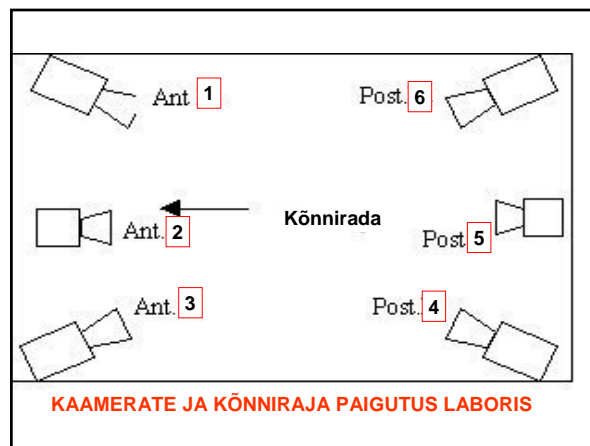 Ant 1
Post. 6
Kõnnirada
Ant. 2
Post 5
Ant. 3
Post. 4
KAAMERATE JA KÕNNIRAJA PAIGUTUS LABORIS